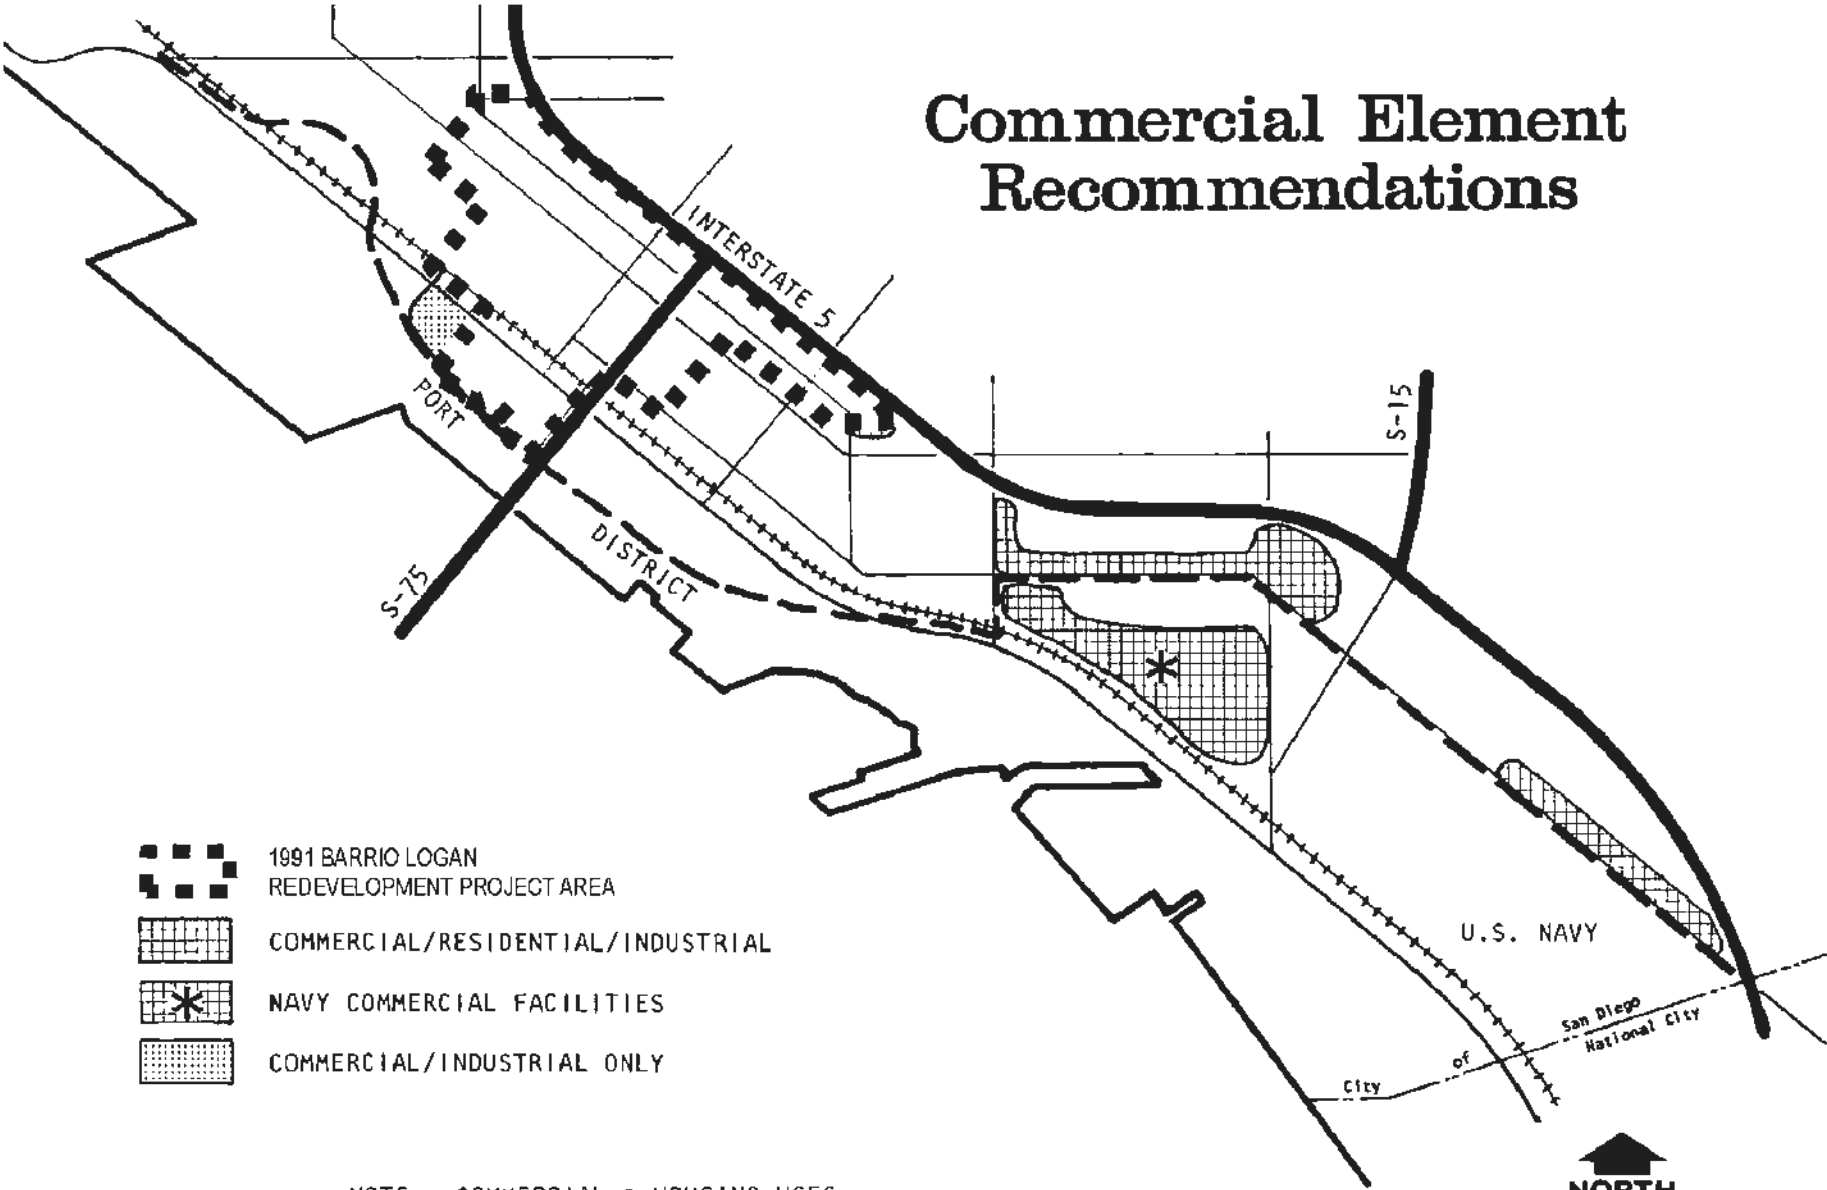 Commercial Element
Recommendations
INTERSTATE 5
S-15
PORT
DISTRICT
S-75
1991 BARRIO LOGAN
REDEVELOPMENT PROJECT AREA
COMMERCIAL/RESIDENTIAL/INDUSTRIAL
NAVY COMMERCIAL FACILITIES
COMMERCIAL/INDUSTRIAL ONLY
U.S. NAVY
San Diego
City of National City
NORTH